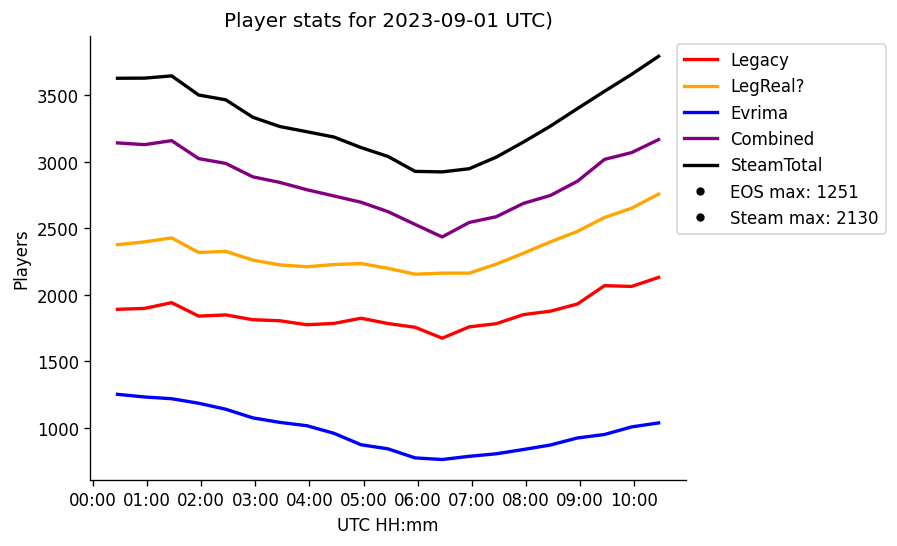 Player stats for 2023-09-01 UTC)
Legacy
LegReal?
Evrima
Combined
SteamTotal
EOS max: 1251
Steam max: 2130
Players
3500
3000
2500
2000
1500
1000
00:00 01:00 02:00 03:00 04:00 05:00 06:00 07:00 08:00 09:00 10:00
UTC HH:mm